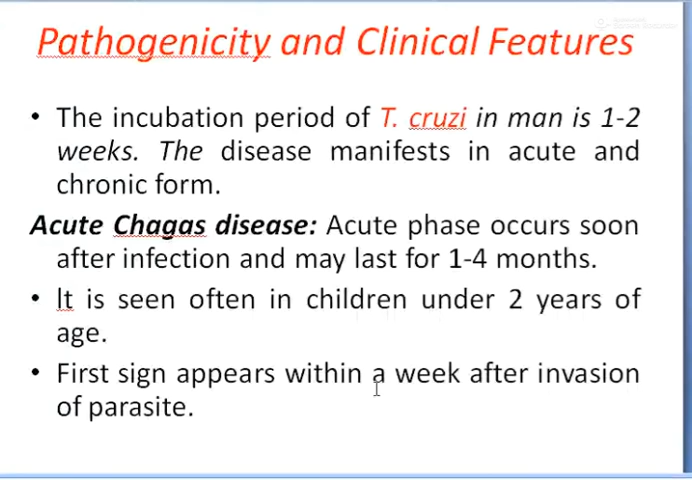 Pathogenicity and Clinical Features
• The incubation period of T. cruzi in man is 1-2
weeks. The disease manifests in acute and
chronic form.
Acute Chagas disease: Acute phase occurs soon
after infection and may last for 1-4 months.
• lt is seen often in children under 2 years of
age.
• First sign appears within a week after invasion
of parasite.